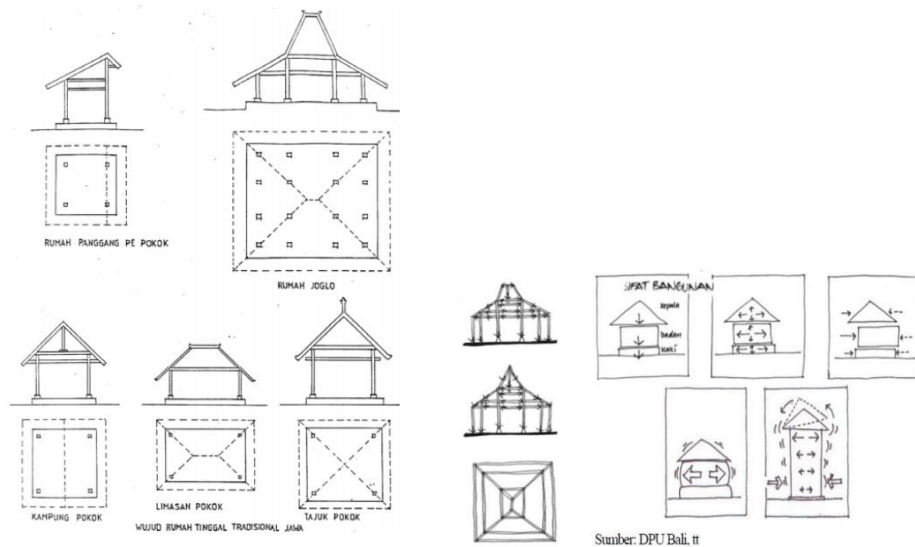 RUMAH PANGGANG PE POKOK
RUMAH JOGLO
KAMPUNG POKOK
LIMASAN POKOK
TAJUK POKOK
WUJUD RUMAH TINGGAL TRADISIONAL JAWA
SIFAT BANGUNAN
kepala
badan
kaki
Sumber: DPU Bali, tt